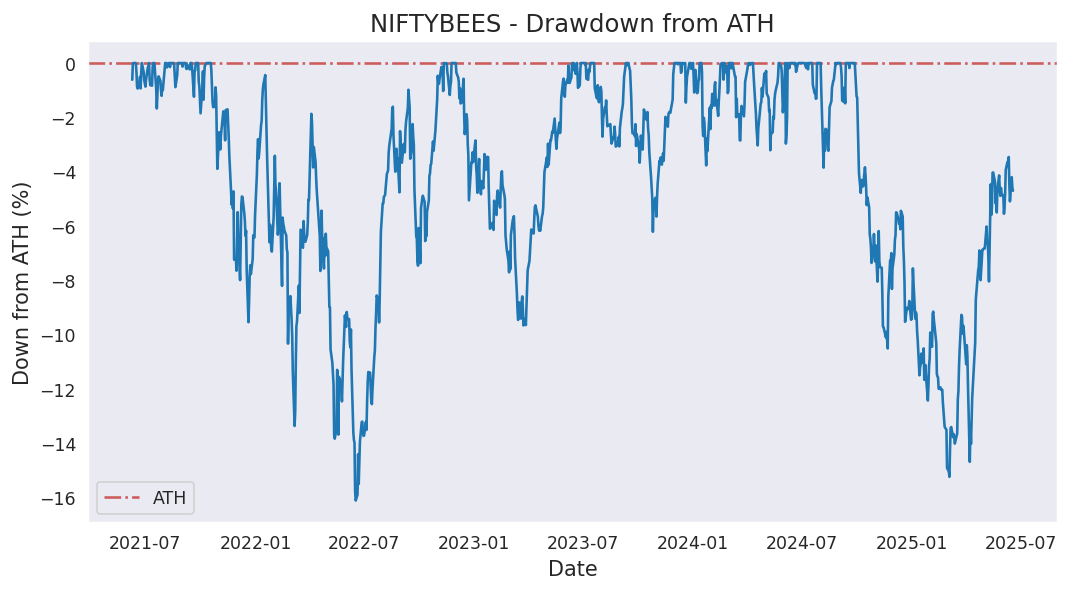 NIFTYBEES - Drawdown from ATH
Down from ATH (%)
0
−2
−4
−6
−8
−10
−12
−14
−16
ATH
2021-07 2022-01 2022-07 2023-01 2023-07 2024-01 2024-07 2025-01 2025-07
Date